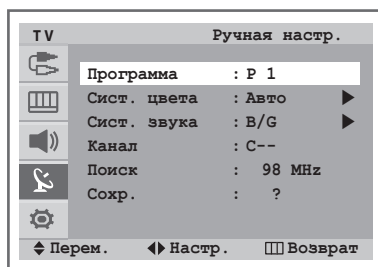 TV Ручная настр.
Программа : P 1
Сист. цвета : Авто
Сист. звука : B/G
Канал : C--
Поиск : 98 MHz
Сохр. : ?
Перем. Настр. Возврат